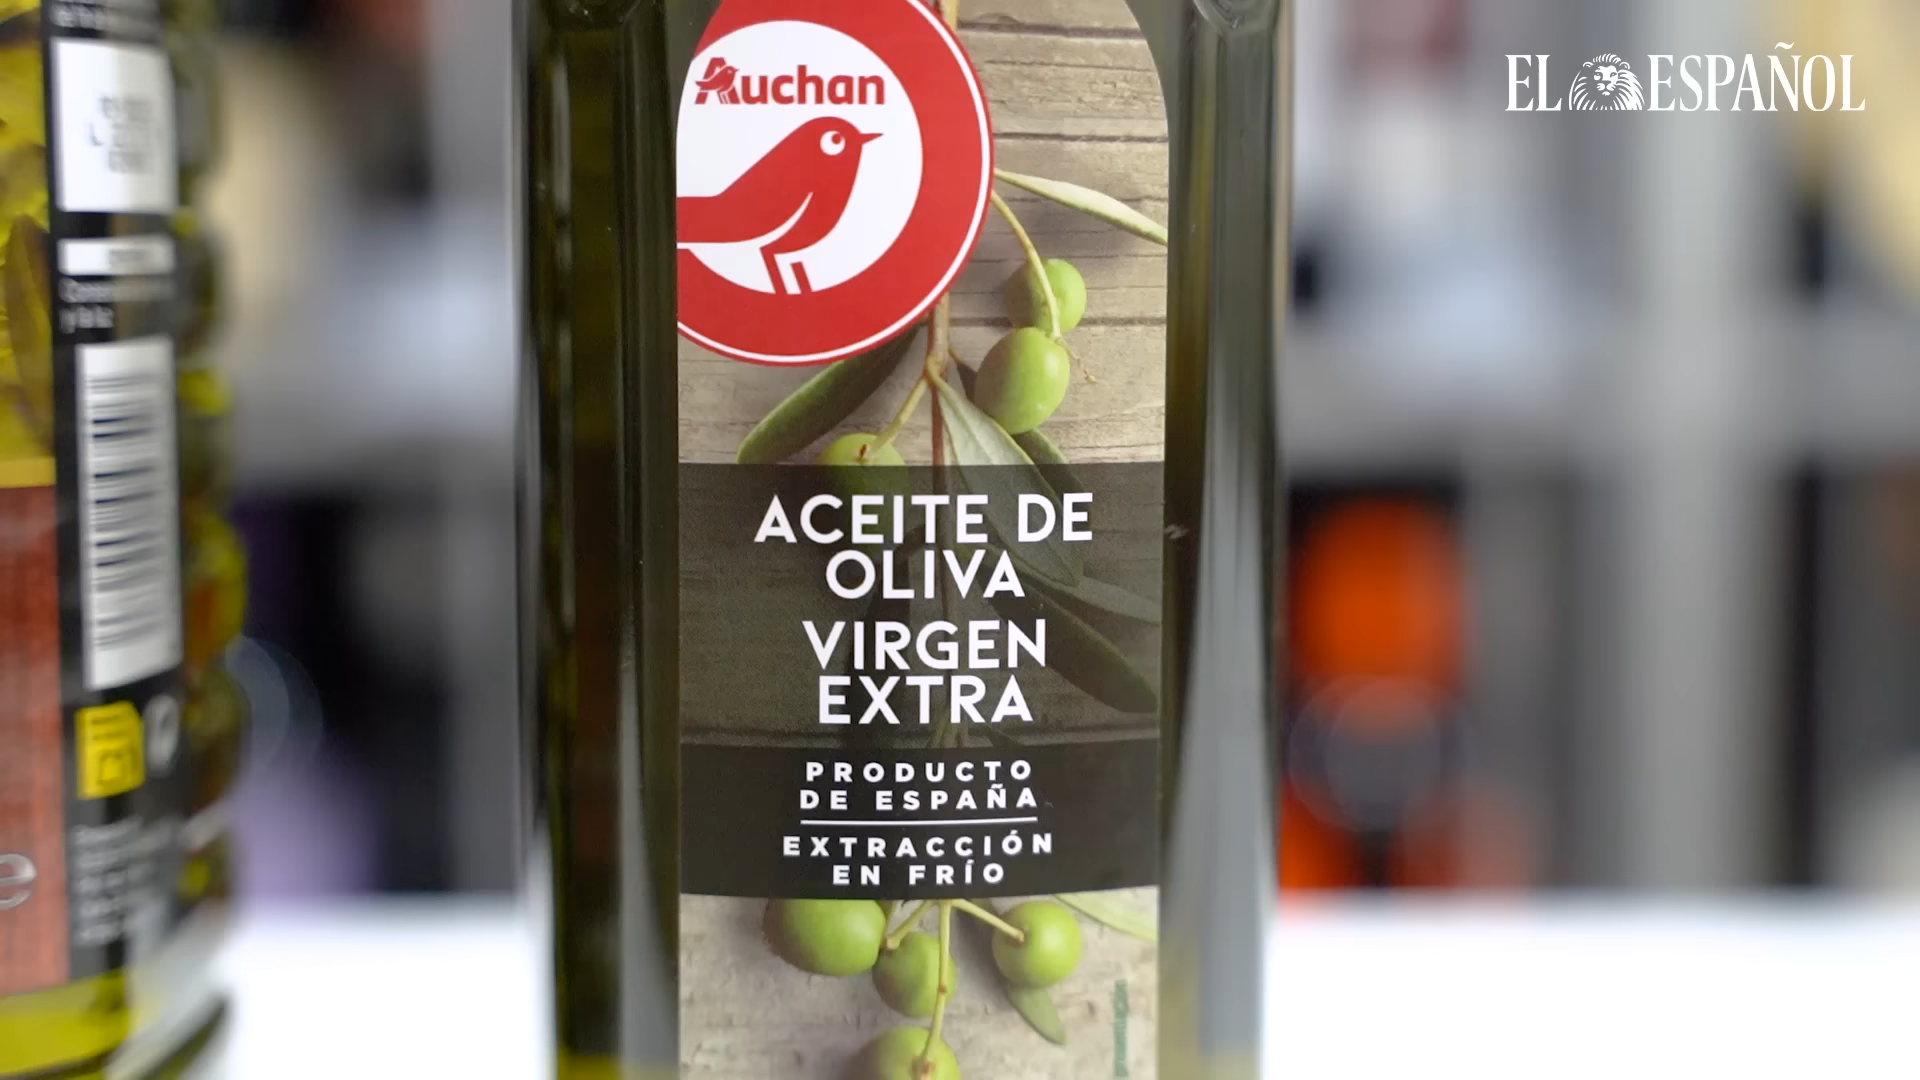 EL ESPAÑOL
Auchan
ACEITE DE
OLIVA
VIRGEN
EXTRA
PRODUCTO
DE ESPAÑA
EXTRACCIÓN
EN FRÍO